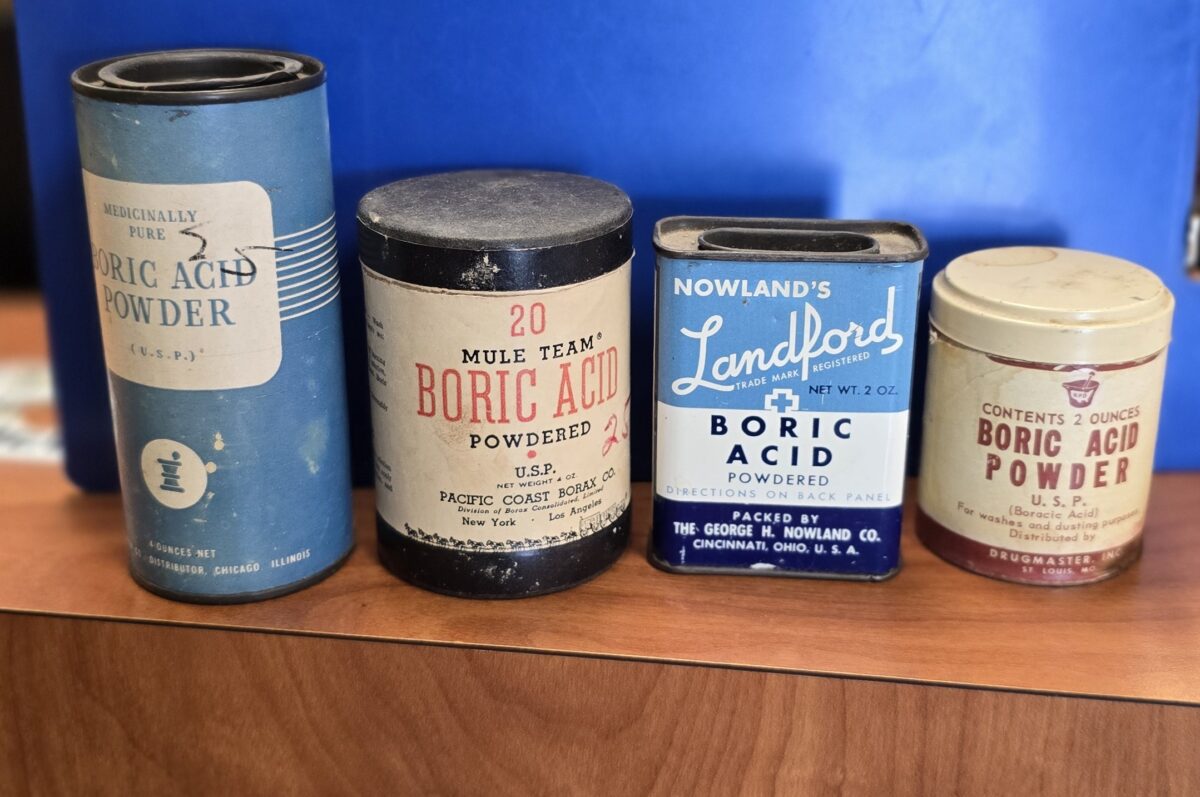 MEDICINALLY
PURE
BORIC ACID
POWDER
(U.S.P.)
35
4 OUNCES NET
DISTRIBUTOR, CHICAGO ILLINOIS
20
MULE TEAM®
BORIC ACID
POWDERED
25
U.S.P.
NET WEIGHT 4 OZ.
PACIFIC COAST BORAX CO.
Division of Borax Consolidated, Limited
New York · Los Angeles
NOWLAND'S
Landford
TRADE MARK REGISTERED
NET WT. 2 OZ.
BORIC
ACID
POWDERED
DIRECTIONS ON BACK PANEL
PACKED BY
THE GEORGE H. NOWLAND CO.
CINCINNATI, OHIO, U. S. A.
CONTENTS 2 OUNCES
BORIC ACID
POWDER
U. S. P.
(Boracic Acid)
For washes and dusting purposes.
Distributed by
DRUGMASTER, INC.
ST. LOUIS, MO.